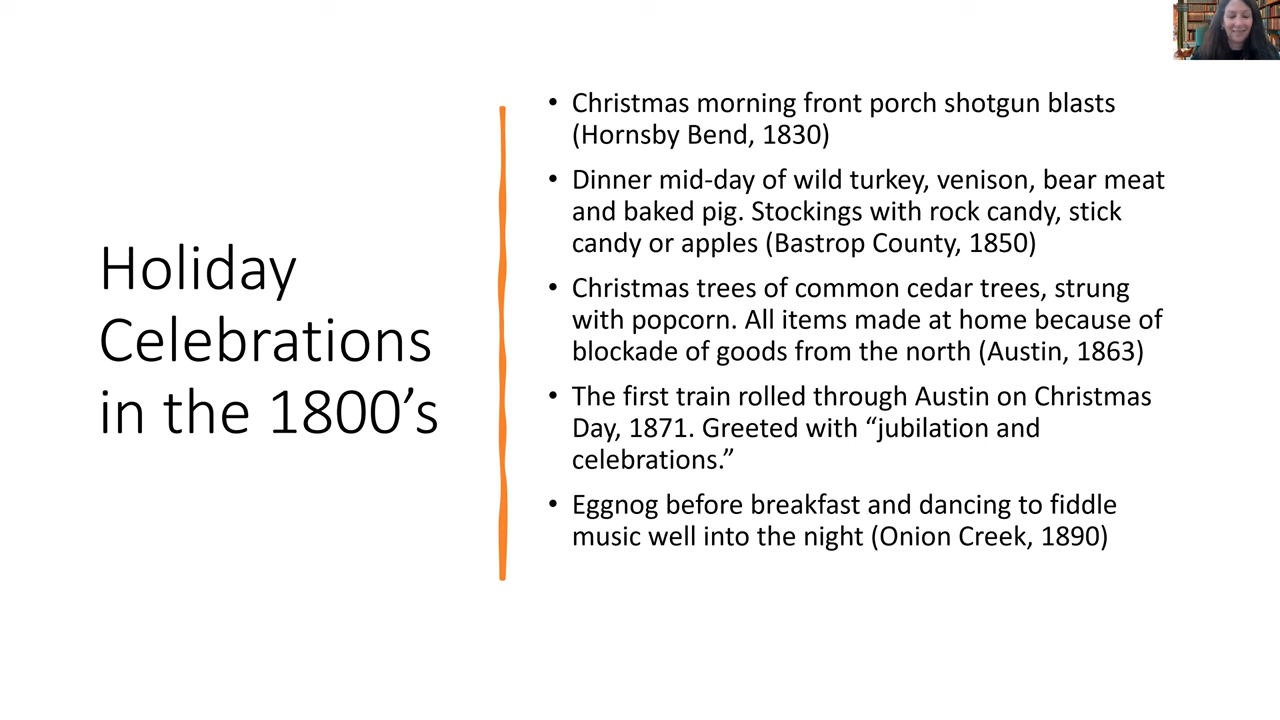 Holiday
Celebrations
in the 1800’s
• Christmas morning front porch shotgun blasts
(Hornsby Bend, 1830)
• Dinner mid-day of wild turkey, venison, bear meat
and baked pig. Stockings with rock candy, stick
candy or apples (Bastrop County, 1850)
• Christmas trees of common cedar trees, strung
with popcorn. All items made at home because of
blockade of goods from the north (Austin, 1863)
• The first train rolled through Austin on Christmas
Day, 1871. Greeted with “jubilation and
celebrations.”
• Eggnog before breakfast and dancing to fiddle
music well into the night (Onion Creek, 1890)